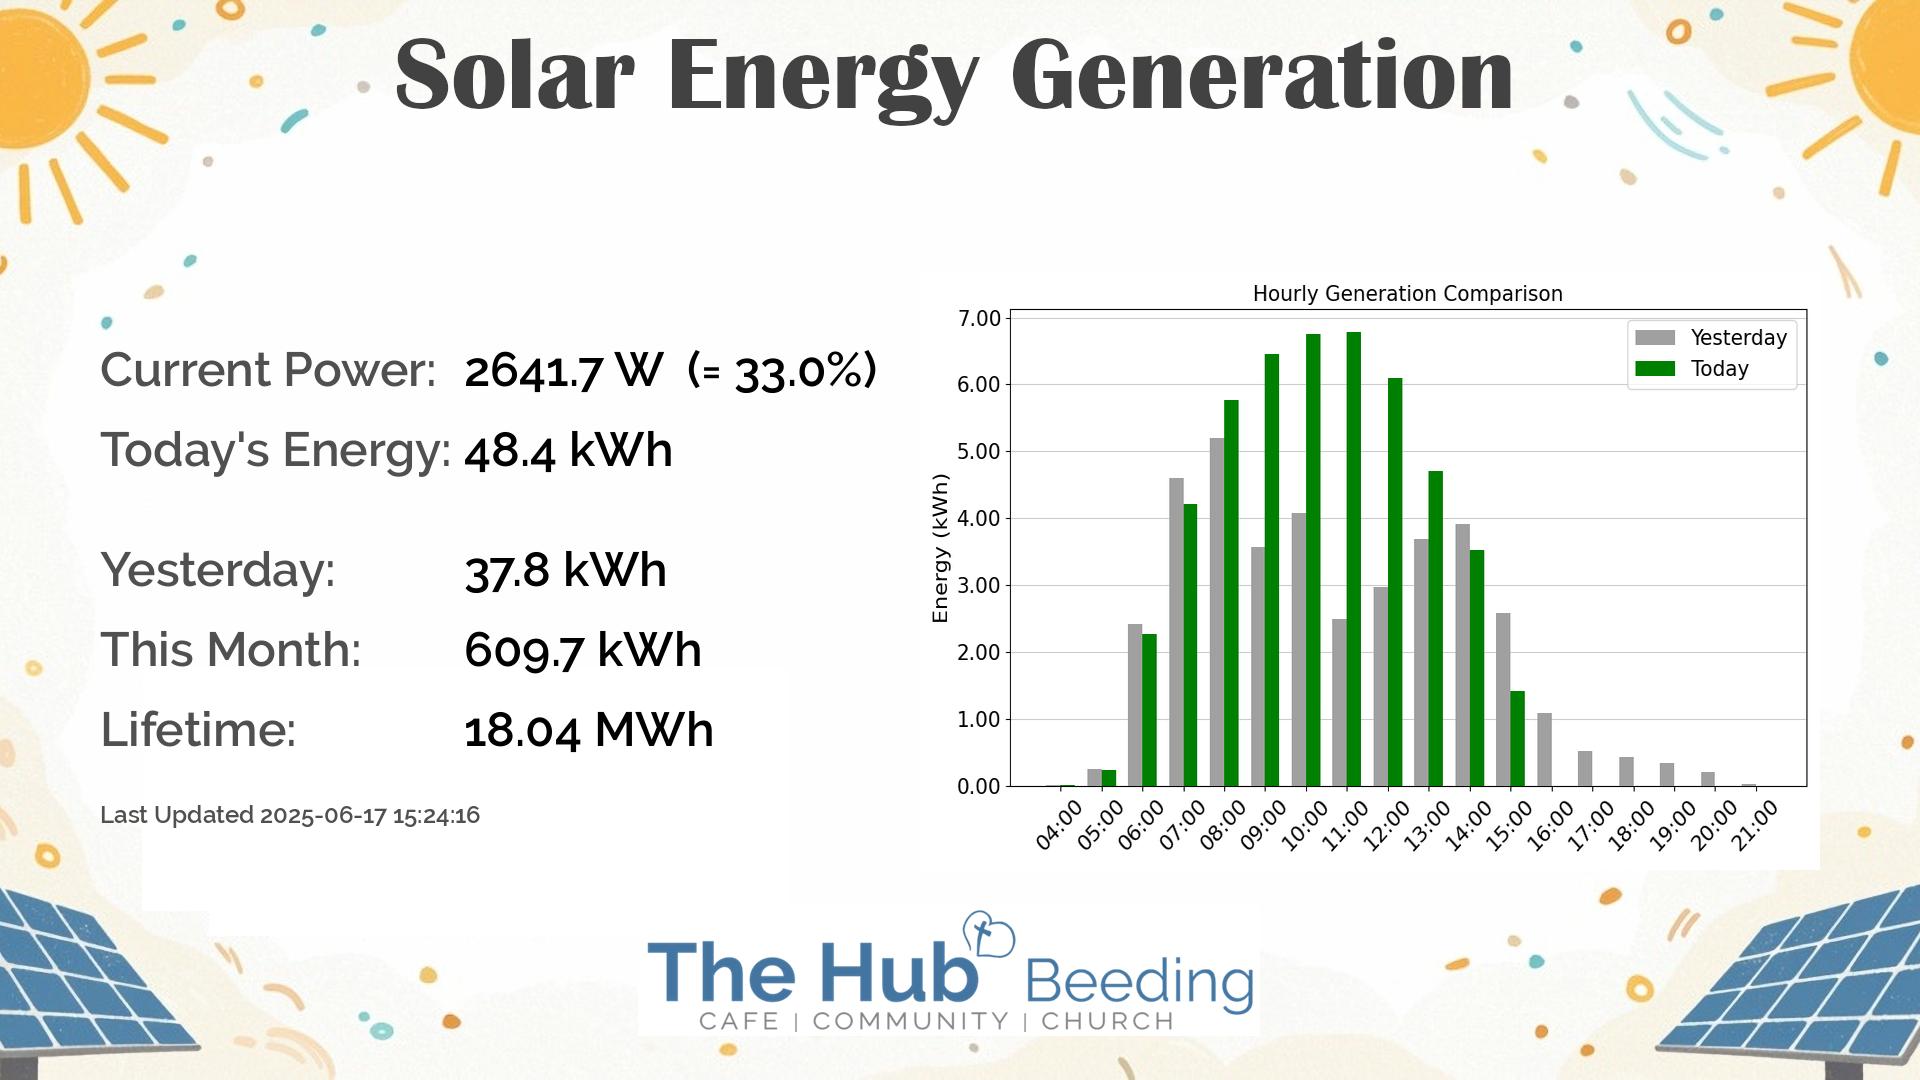 Solar Energy Generation
Current Power: 2641.7 W (= 33.0%)
Today's Energy: 48.4 kWh
Yesterday: 37.8 kWh
This Month: 609.7 kWh
Lifetime: 18.04 MWh
Last Updated 2025-06-17 15:24:16
Hourly Generation Comparison
Yesterday
Today
Energy (kWh)
7.00
6.00
5.00
4.00
3.00
2.00
1.00
0.00
04:00 05:00 06:00 07:00 08:00 09:00 10:00 11:00 12:00 13:00 14:00 15:00 16:00 17:00 18:00 19:00 20:00 21:00
The Hub Beeding
CAFE | COMMUNITY | CHURCH